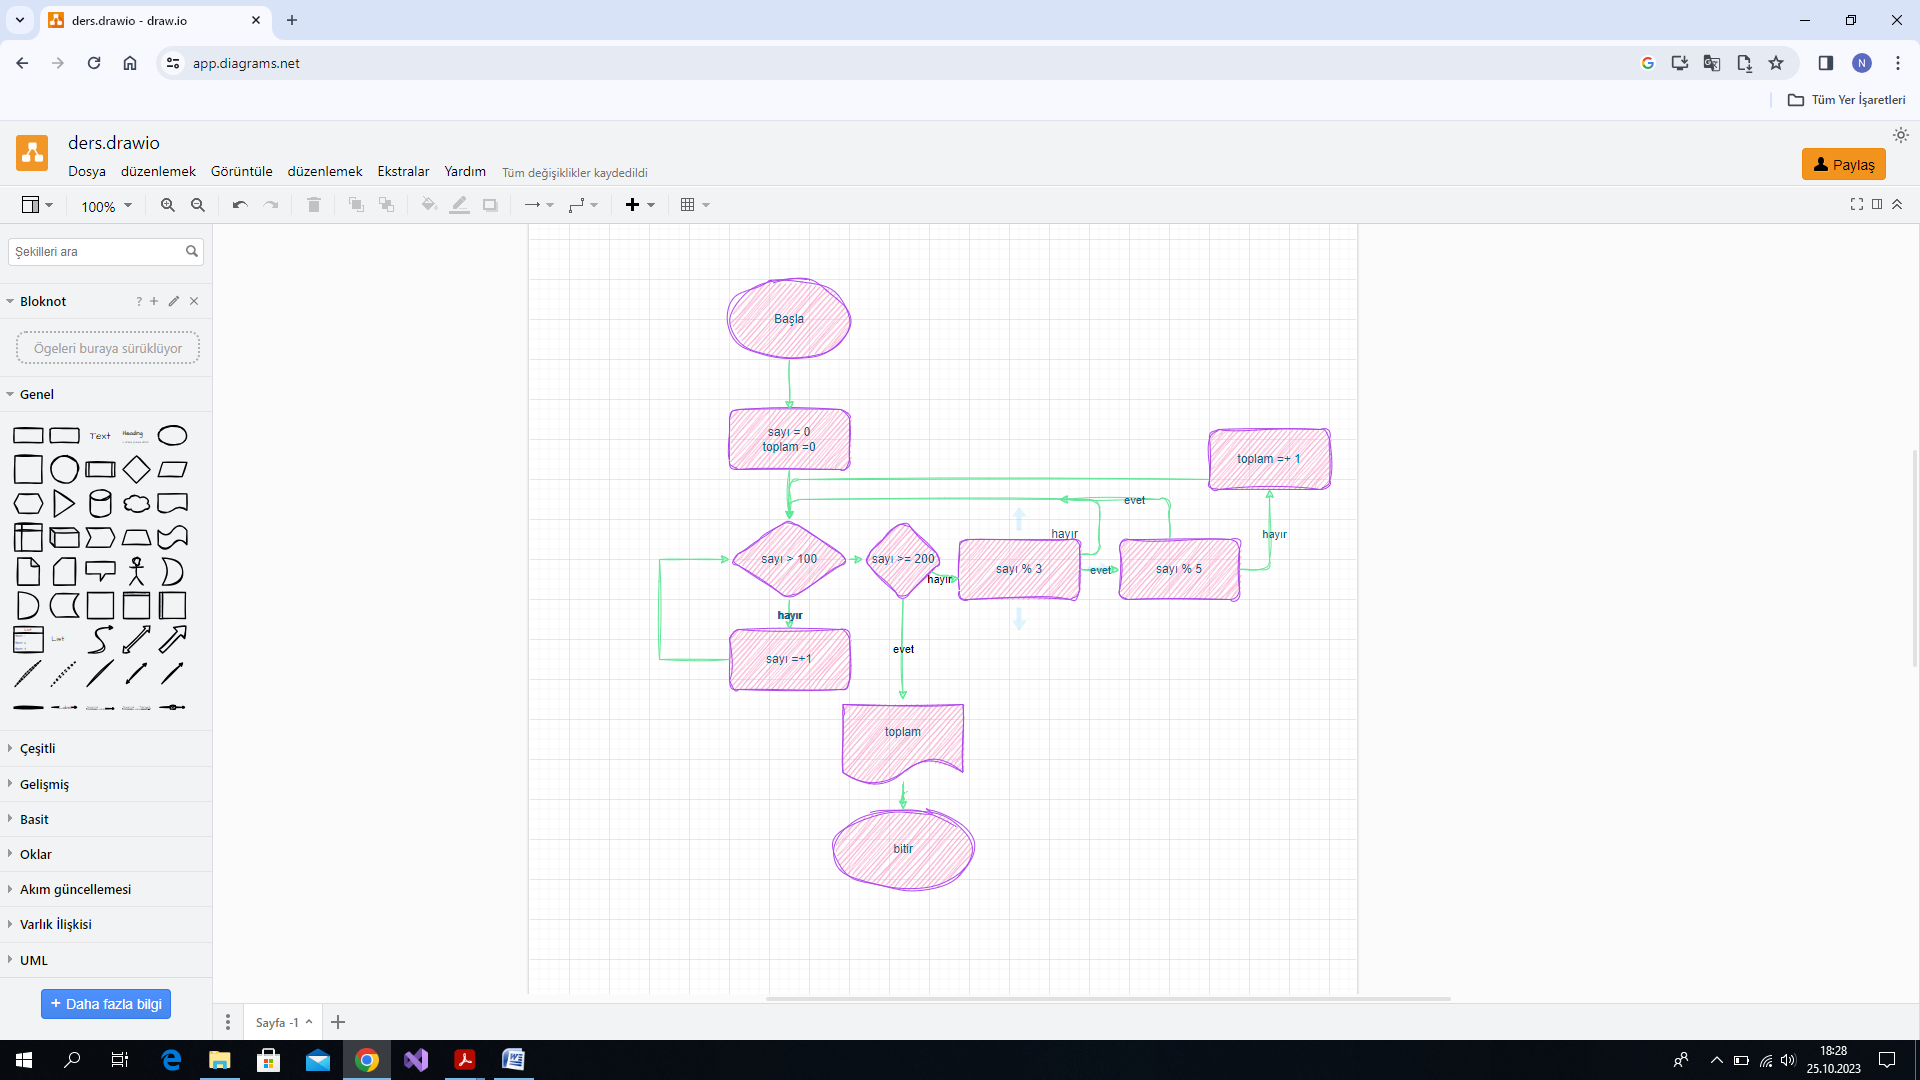 ders.drawio - draw.io
app.diagrams.net
N
Tüm Yer İşaretleri
ders.drawio
Dosya düzenlemek Görüntüle düzenlemek Ekstralar Yardım Tüm değişiklikler kaydedildi
Paylaş
100%
Şekilleri ara
Bloknot
?
Ögeleri buraya sürüklüyor
Genel
Text
Heading
List
Çeşitli
Gelişmiş
Basit
Oklar
Akım güncellemesi
Varlık İlişkisi
UML
+ Daha fazla bilgi
Başla
sayı = 0
toplam =0
toplam =+ 1
evet
hayır
hayır
sayı > 100
sayı >= 200
sayı % 3
evet
sayı % 5
hayır
hayır
evet
sayı =+1
toplam
bitir
Sayfa -1
18:28
25.10.2023